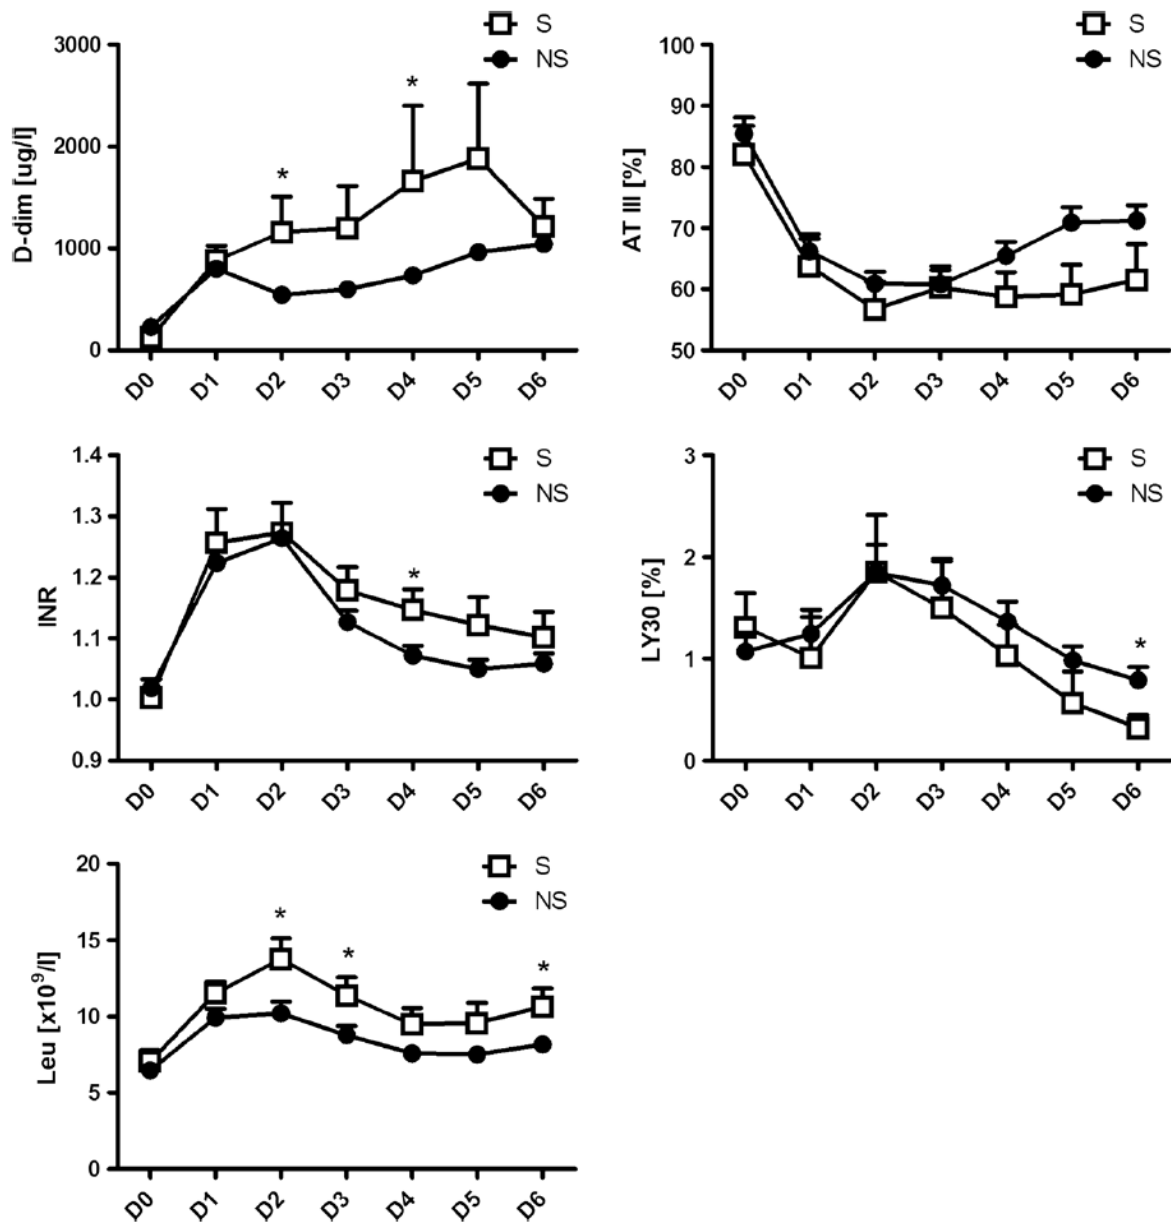 S
NS
D-dim [ug/l]
3000
2000
1000
0
*
*
D0 D1 D2 D3 D4 D5 D6
S
NS
AT III [%]
100
90
80
70
60
50
D0 D1 D2 D3 D4 D5 D6
S
NS
INR
1.4
1.3
1.2
1.1
1.0
0.9
*
D0 D1 D2 D3 D4 D5 D6
S
NS
LY30 [%]
3
2
1
0
*
D0 D1 D2 D3 D4 D5 D6
S
NS
Leu [x10⁹/l]
20
15
10
5
0
*
*
*
D0 D1 D2 D3 D4 D5 D6